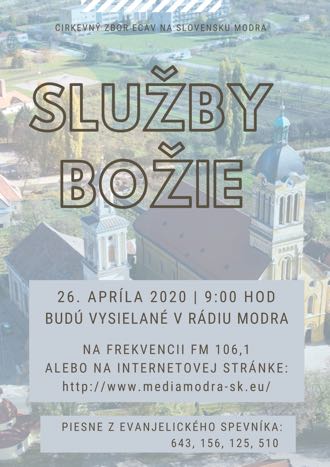 CIRKEVNÝ ZBOR ECAV NA SLOVENSKU MODRA
SLUŽBY
BOŽIE
26. APRÍLA 2020 | 9:00 HOD
BUDÚ VYSIELANÉ V RÁDIU MODRA
NA FREKVENCII FM 106,1
ALEBO NA INTERNETOVEJ STRÁNKE:
http://www.mediamodra-sk.eu/
PIESNE Z EVANJELICKÉHO SPEVNÍKA:
643, 156, 125, 510